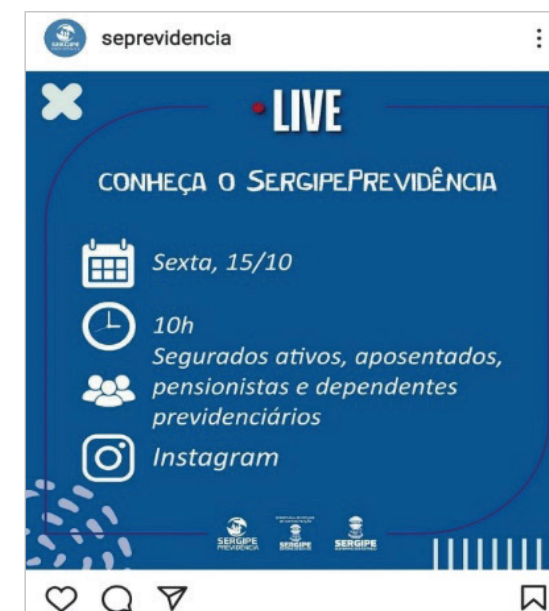 seprevidencia
LIVE
CONHEÇA O SERGIPEPREVIDÊNCIA
Sexta, 15/10
10h
Segurados ativos, aposentados,
pensionistas e dependentes
previdenciários
Instagram
SERGIPE
PREVIDÊNCIA
SERGIPE
SERGIPE